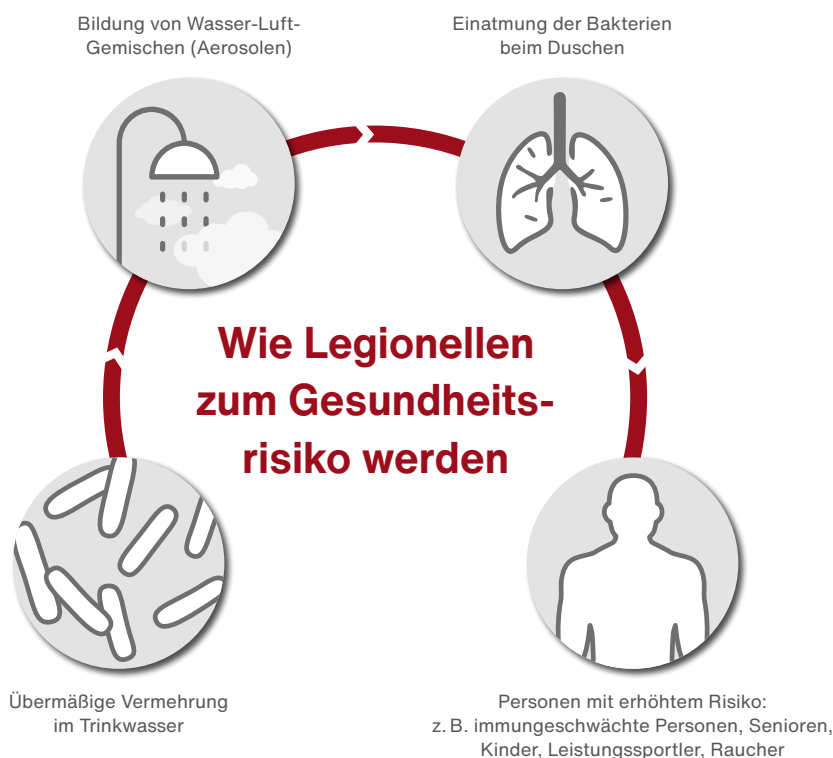 Bildung von Wasser-Luft-
Gemischen (Aerosolen)
Einatmung der Bakterien
beim Duschen
Wie Legionellen
zum Gesundheits-
risiko werden
Übermäßige Vermehrung
im Trinkwasser
Personen mit erhöhtem Risiko:
z. B. immungeschwächte Personen, Senioren,
Kinder, Leistungssportler, Raucher